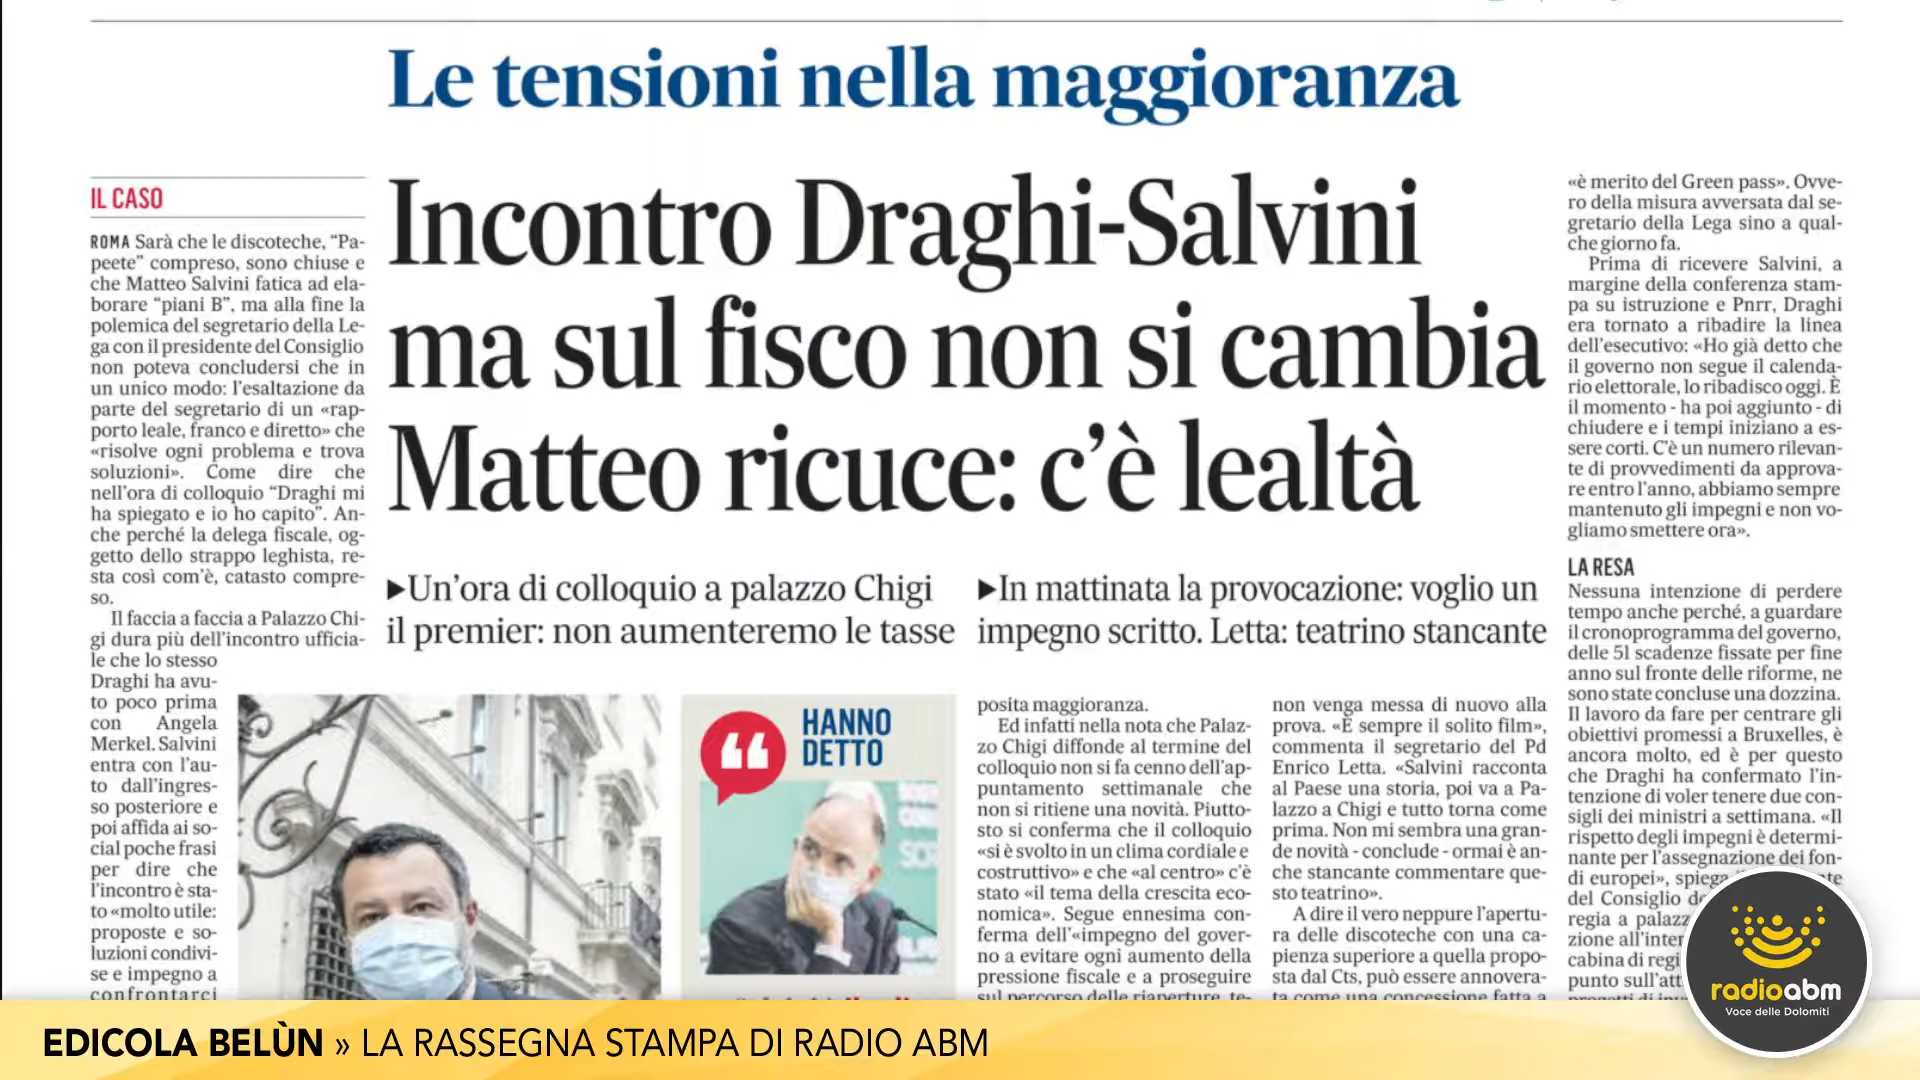 Le tensioni nella maggioranza
IL CASO
ROMA Sarà che le discoteche, “Pa-
peete” compreso, sono chiuse e
che Matteo Salvini fatica ad ela-
borare “piani B”, ma alla fine la
polemica del segretario della Le-
ga con il presidente del Consiglio
non poteva concludersi che in
un unico modo: l’esaltazione da
parte del segretario di un «rap-
porto leale, franco e diretto» che
«risolve ogni problema e trova
soluzioni». Come dire che
nell’ora di colloquio “Draghi mi
ha spiegato e io ho capito”. An-
che perché la delega fiscale, og-
getto dello strappo leghista, re-
sta così com’è, catasto compre-
so.
Il faccia a faccia a Palazzo Chi-
gi dura più dell’incontro ufficia-
le che lo stesso
Draghi ha avu-
to poco prima
con Angela
Merkel. Salvini
entra con l’au-
to dall’ingres-
so posteriore e
poi affida ai so-
cial poche frasi
per dire che
l’incontro è sta-
to «molto utile:
proposte e so-
luzioni condivi-
se e impegno a
confrontarci
Incontro Draghi-Salvini
ma sul fisco non si cambia
Matteo ricuce: c’è lealtà
▶Un’ora di colloquio a palazzo Chigi
il premier: non aumenteremo le tasse
▶In mattinata la provocazione: voglio un
impegno scritto. Letta: teatrino stancante
HANNO
DETTO
posita maggioranza.
Ed infatti nella nota che Palaz-
zo Chigi diffonde al termine del
colloquio non si fa cenno dell’ap-
puntamento settimanale che
non si ritiene una novità. Piutto-
sto si conferma che il colloquio
«si è svolto in un clima cordiale e
costruttivo» e che «al centro» c’è
stato «il tema della crescita eco-
nomica». Segue ennesima con-
ferma dell’«impegno del gover-
no a evitare ogni aumento della
pressione fiscale e a proseguire
sul percorso delle riaperture, te-
non venga messa di nuovo alla
prova. «È sempre il solito film»,
commenta il segretario del Pd
Enrico Letta. «Salvini racconta
al Paese una storia, poi va a Pa-
lazzo a Chigi e tutto torna come
prima. Non mi sembra una gran-
de novità - conclude - ormai è an-
che stancante commentare que-
sto teatrino».
A dire il vero neppure l’apertu-
ra delle discoteche con una ca-
pienza superiore a quella propo-
sta dal Cts, può essere annovera-
ta come una concessione fatta a
«è merito del Green pass». Ovve-
ro della misura avversata dal se-
gretario della Lega sino a qual-
che giorno fa.
Prima di ricevere Salvini, a
margine della conferenza stam-
pa su istruzione e Pnrr, Draghi
era tornato a ribadire la linea
dell’esecutivo: «Ho già detto che
il governo non segue il calenda-
rio elettorale, lo ribadisco oggi. È
il momento - ha poi aggiunto - di
chiudere e i tempi iniziano a es-
sere corti. C’è un numero rilevan-
te di provvedimenti da approva-
re entro l’anno, abbiamo sempre
mantenuto gli impegni e non vo-
gliamo smettere ora».
LA RESA
Nessuna intenzione di perdere
tempo anche perché, a guardare
il cronoprogramma del governo,
delle 51 scadenze fissate per fine
anno sul fronte delle riforme, ne
sono state concluse una dozzina.
Il lavoro da fare per centrare gli
obiettivi promessi a Bruxelles, è
ancora molto, ed è per questo
che Draghi ha confermato l’in-
tenzione di voler tenere due con-
sigli dei ministri a settimana. «Il
rispetto degli impegni è determi-
nante per l’assegnazione dei fon-
di europei», spiega
del Consiglio
regia a palazz
zione all’inter
cabina di regi
punto sull’att
radioabm
Voce delle Dolomiti
EDICOLA BELÙN » LA RASSEGNA STAMPA DI RADIO ABM